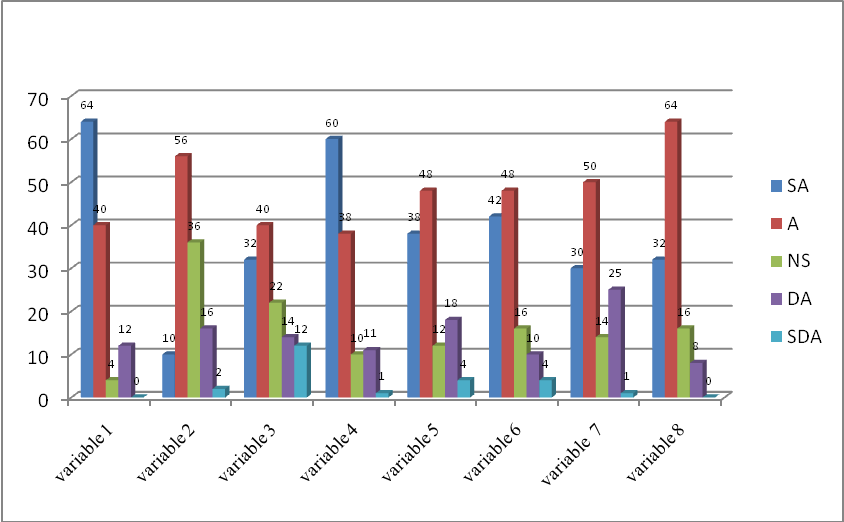 70
60
50
40
30
20
10
0
64 40 4 12 0
10 56 36 16 2
32 40 22 14 12
60 38 10 11 1
38 48 12 18 4
42 48 16 10 4
30 50 14 25 1
32 64 16 8 0
variable 1
variable 2
variable 3
variable 4
variable 5
variable 6
variable 7
variable 8
SA
A
NS
DA
SDA